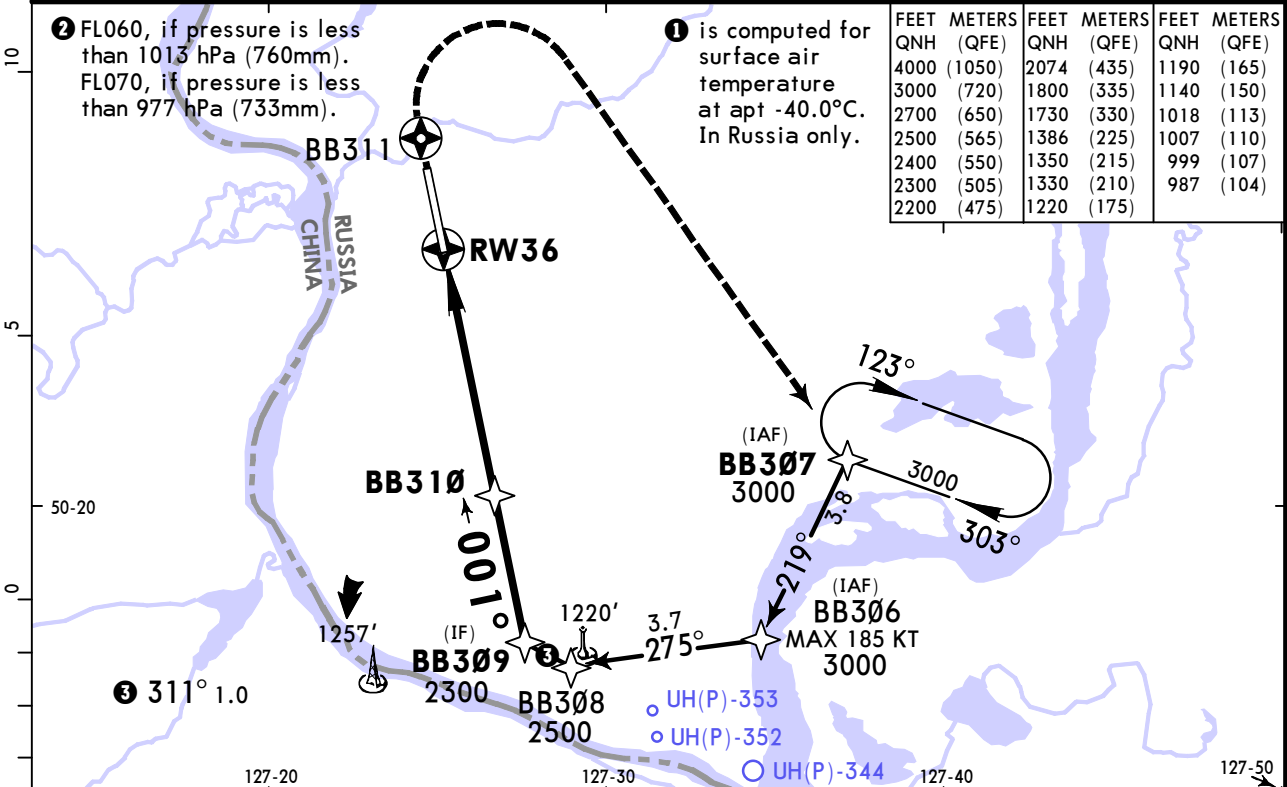 ❷ FL060, if pressure is less
than 1013 hPa (760mm).
FL070, if pressure is less
than 977 hPa (733mm).
❶ is computed for
surface air
temperature
at apt -40.0°C.
In Russia only.
FEET METERS FEET METERS FEET METERS
QNH (QFE) QNH (QFE) QNH (QFE)
4000 (1050) 2074 (435) 1190 (165)
3000 (720) 1800 (335) 1140 (150)
2700 (650) 1730 (330) 1018 (113)
2500 (565) 1386 (225) 1007 (110)
2400 (550) 1350 (215) 999 (107)
2300 (505) 1330 (210) 987 (104)
2200 (475) 1220 (175)
10
BB311
RUSSIA
CHINA
RW36
5
123°
(IAF)
BB3Ø7
3000
3000
303°
3.8
219°
BB31Ø
50-20
001°
0
(IAF)
BB3Ø6
MAX 185 KT
3000
1220'
3.7
275°
1257'
(IF)
BB3Ø9
2300
❸
BB3Ø8
2500
❸ 311° 1.0
UH(P)-353
UH(P)-352
UH(P)-344
127-20
127-30
127-40
127-50